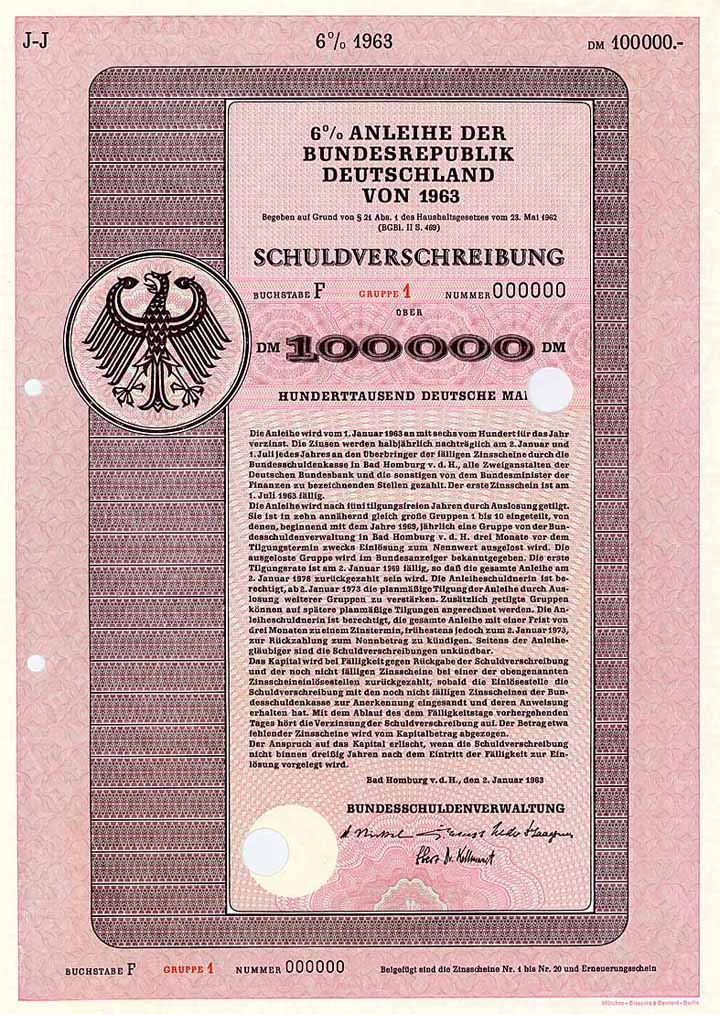 J-J 6% 1963 DM 100000.-
6% ANLEIHE DER
BUNDESREPUBLIK
DEUTSCHLAND
VON 1963
Begeben auf Grund von § 21 Abs. 1 des Haushaltsgesetzes vom 23. Mai 1962
(BGBl. II S. 469)
SCHULDVERSCHREIBUNG
BUCHSTABE F GRUPPE 1 NUMMER 000000
ÜBER
DM 100000 DM
HUNDERTTAUSEND DEUTSCHE
Die Anleihe wird vom 1. Januar 1963 an mit sechs vom Hundert für das Jahr
verzinst. Die Zinsen werden halbjährlich nachträglich am 2. Januar und
1. Juli jedes Jahres an den Überbringer der fälligen Zinsscheine durch die
Bundesschuldenkasse in Bad Homburg v. d. H., alle Zweiganstalten der
Deutschen Bundesbank und die sonstigen vom Bundesminister der
Finanzen zu bezeichnenden Stellen gezahlt. Der erste Zinsschein ist am
1. Juli 1963 fällig.
Die Anleihe wird nach fünf tilgungsfreien Jahren durch Auslosung getilgt.
Sie ist in zehn annähernd gleich große Gruppen 1 bis 10 eingeteilt, von
denen, beginnend mit dem Jahre 1969, jährlich eine Gruppe von der Bun-
desschuldenverwaltung in Bad Homburg v. d. H. drei Monate vor dem
Tilgungstermin zwecks Einlösung zum Nennwert ausgelost wird. Die
ausgeloste Gruppe wird im Bundesanzeiger bekanntgegeben. Die erste
Tilgungsrate ist am 2. Januar 1969 fällig, so daß die gesamte Anleihe am
2. Januar 1978 zurückgezahlt sein wird. Die Anleiheschuldnerin ist be-
rechtigt, ab 2. Januar 1973 die planmäßige Tilgung der Anleihe durch Aus-
losung weiterer Gruppen zu verstärken. Zusätzlich getilgte Gruppen
können auf spätere planmäßige Tilgungen angerechnet werden. Die An-
leiheschuldnerin ist berechtigt, die gesamte Anleihe mit einer Frist von
drei Monaten zu einem Zinstermin, frühestens jedoch zum 2. Januar 1973,
zur Rückzahlung zum Nennbetrag zu kündigen. Seitens der Anleihe-
gläubiger sind die Schuldverschreibungen unkündbar.
Das Kapital wird bei Fälligkeit gegen Rückgabe der Schuldverschreibung
und der noch nicht fälligen Zinsscheine bei einer der obengenannten
Zinsscheineinlösestellen zurückgezahlt, sobald die Einlösestelle die
Schuldverschreibung mit den noch nicht fälligen Zinsscheinen der Bun-
desschuldenkasse zur Anerkennung eingesandt und deren Anweisung
erhalten hat. Mit dem Ablauf des dem Fälligkeitstage vorhergehenden
Tages hört die Verzinsung der Schuldverschreibung auf. Der Betrag etwa
fehlender Zinsscheine wird vom Kapitalbetrag abgezogen.
Der Anspruch auf das Kapital erlischt, wenn die Schuldverschreibung
nicht binnen dreißig Jahren nach dem Eintritt der Fälligkeit zur Ein-
lösung vorgelegt wird.
Bad Homburg v. d. H., den 2. Januar 1963
BUNDESSCHULDENVERWALTUNG
BUCHSTABE F GRUPPE 1 NUMMER 000000 Beigefügt sind die Zinsscheine Nr. 1 bis Nr. 20 und Erneuerungsschein
München - Giesecke & Devrient - Berlin